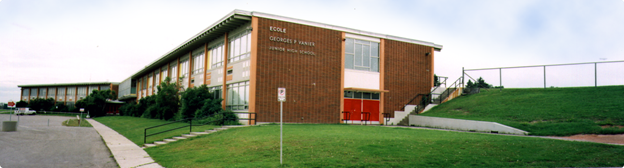 ECOLE
GEORGES P. VANIER
JUNIOR HIGH SCHOOL